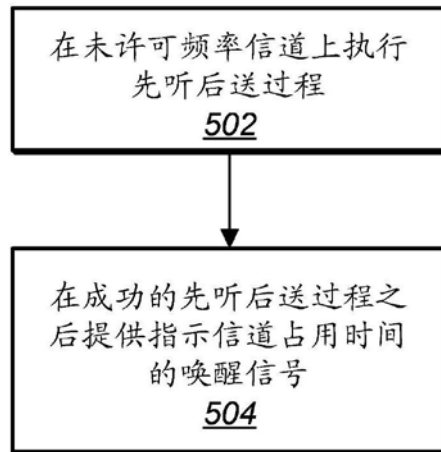 在未许可频率信道上执行
先听后送过程
502
在成功的先听后送过程之
后提供指示信道占用时间
的唤醒信号
504